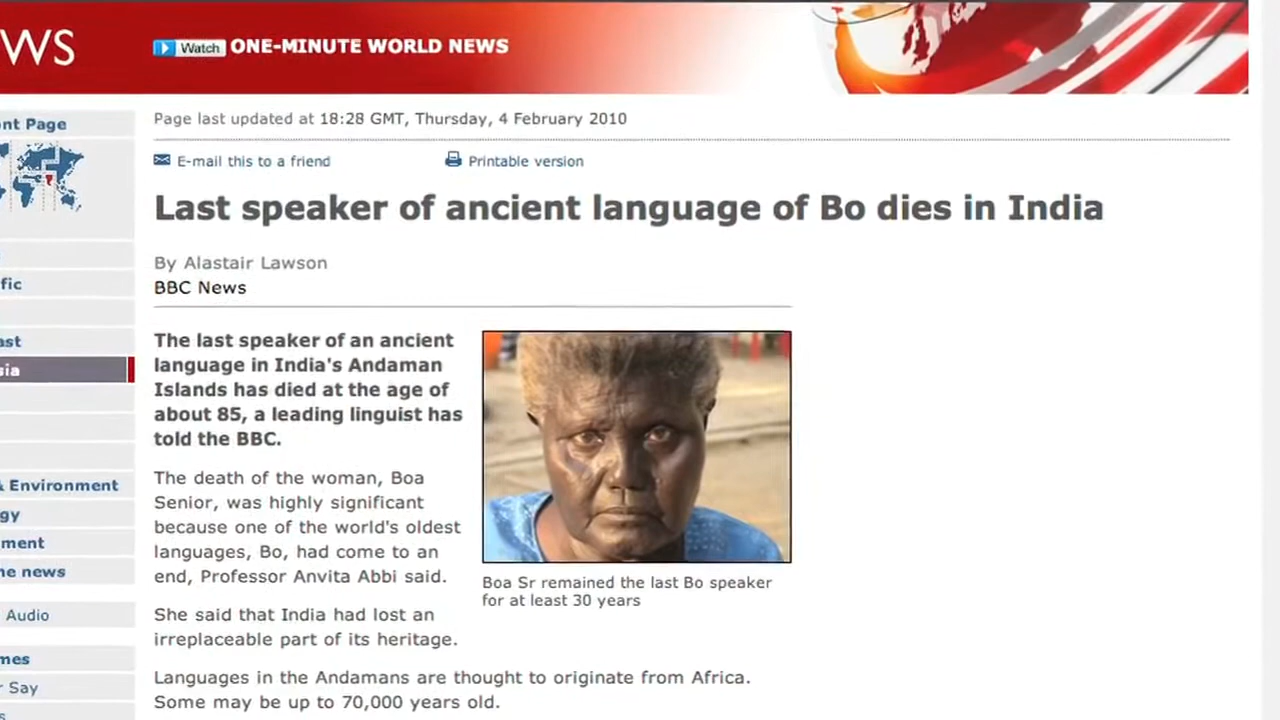 WS
Watch ONE-MINUTE WORLD NEWS
Page last updated at 18:28 GMT, Thursday, 4 February 2010
E-mail this to a friend
Printable version
Last speaker of ancient language of Bo dies in India
By Alastair Lawson
BBC News
The last speaker of an ancient
language in India's Andaman
Islands has died at the age of
about 85, a leading linguist has
told the BBC.
The death of the woman, Boa
Senior, was highly significant
because one of the world's oldest
languages, Bo, had come to an
end, Professor Anvita Abbi said.
She said that India had lost an
irreplaceable part of its heritage.
Boa Sr remained the last Bo speaker
for at least 30 years
Languages in the Andamans are thought to originate from Africa.
Some may be up to 70,000 years old.
nt Page
fic
ast
sia
& Environment
gy
ment
he news
Audio
mes
r Say